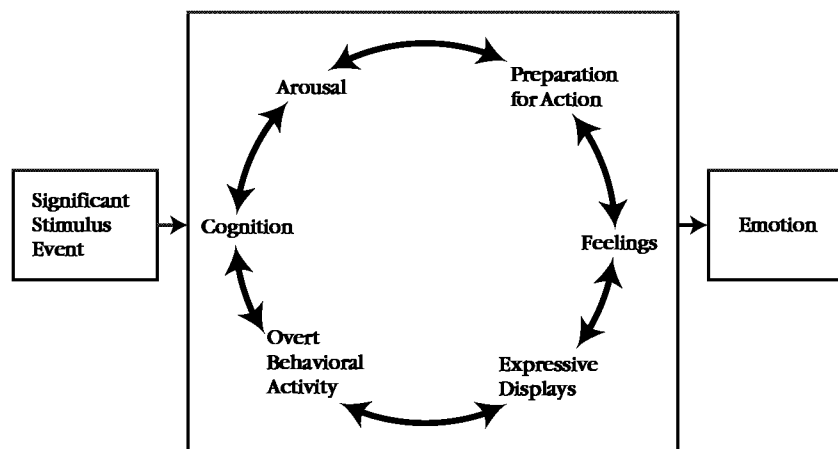 Arousal
Preparation
for Action
Significant
Stimulus
Event
Cognition
Feelings
Emotion
Overt
Behavioral
Activity
Expressive
Displays